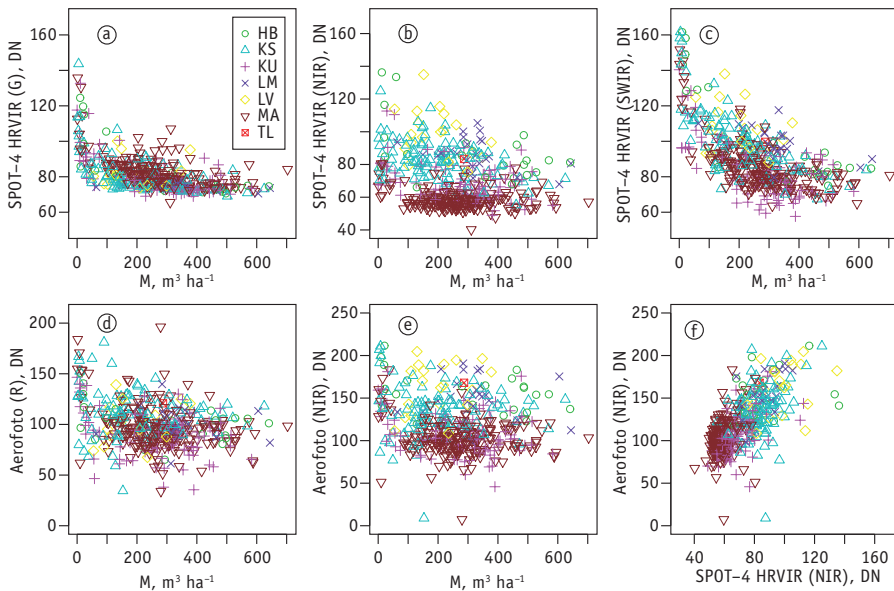 a
b
c
HB
KS
KU
LM
LV
MA
TL
SPOT–4 HRVIR (G), DN
160
120
80
60
0 200 400 600
M, m³ ha⁻¹
SPOT–4 HRVIR (NIR), DN
160
120
80
60
40
0 200 400 600
M, m³ ha⁻¹
SPOT–4 HRVIR (SWIR), DN
160
120
80
60
0 200 400 600
M, m³ ha⁻¹
d
e
f
Aerofoto (R), DN
200
150
100
50
0
0 200 400 600
M, m³ ha⁻¹
Aerofoto (NIR), DN
250
200
150
100
50
0
0 200 400 600
M, m³ ha⁻¹
Aerofoto (NIR), DN
250
200
150
100
50
0
40 60 80 120 160
SPOT–4 HRVIR (NIR), DN